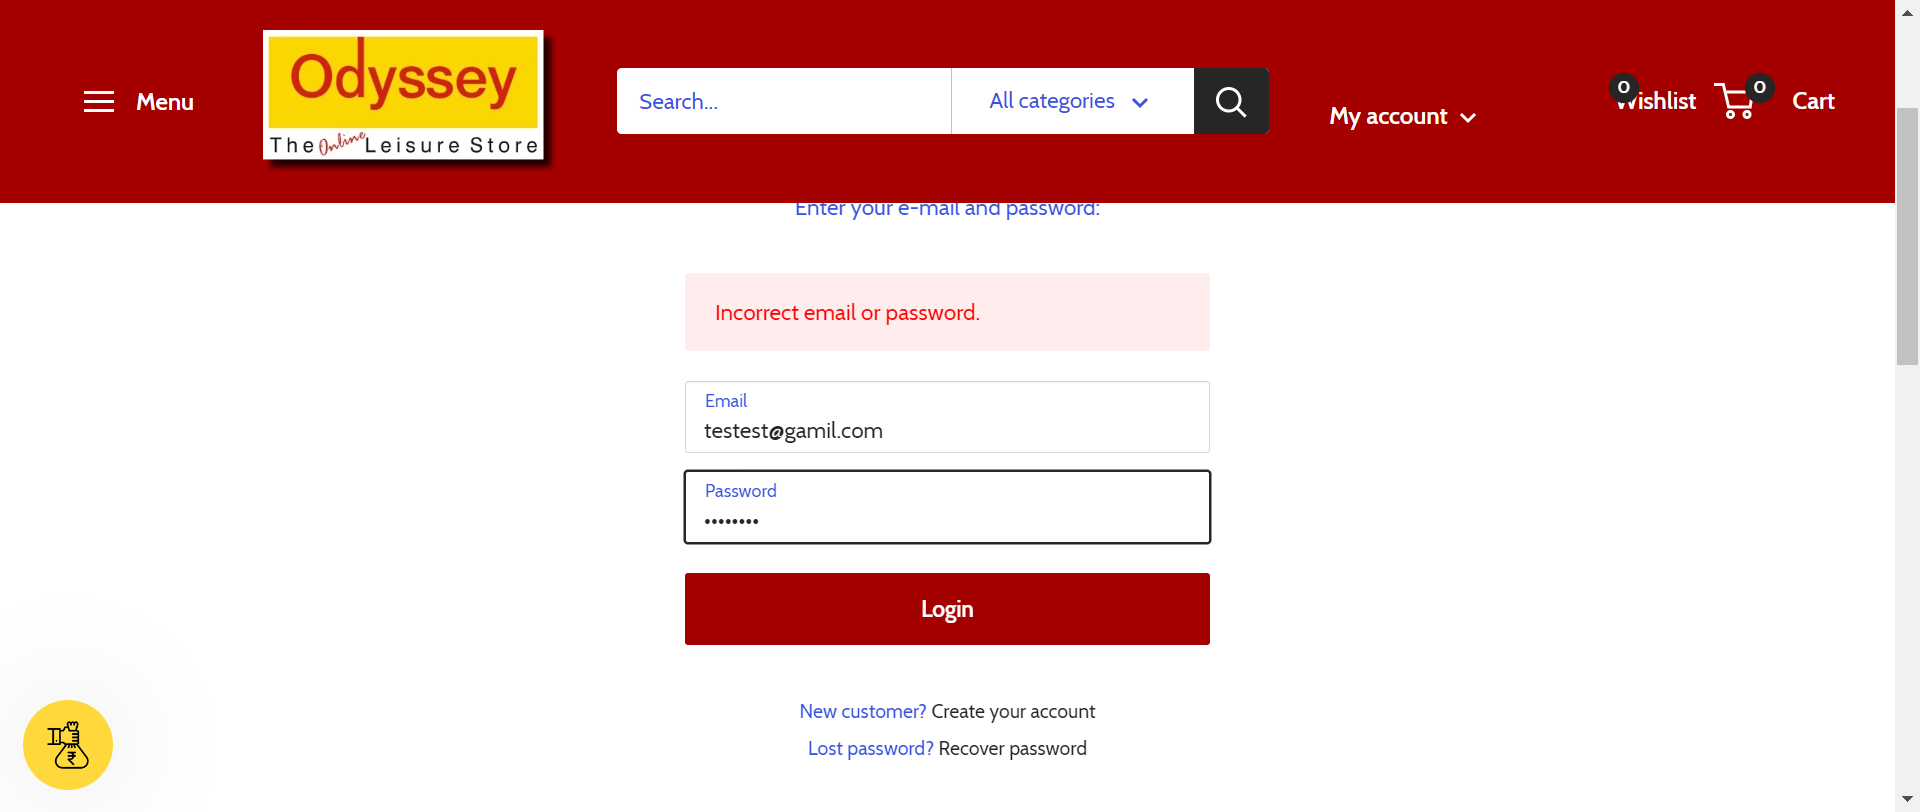 Menu
Odyssey
The Online Leisure Store
Search...
All categories
My account
0
Wishlist
0
Cart
Enter your e-mail and password:
Incorrect email or password.
Email
testest@gamil.com
Password
••••••••
Login
New customer? Create your account
Lost password? Recover password
₹